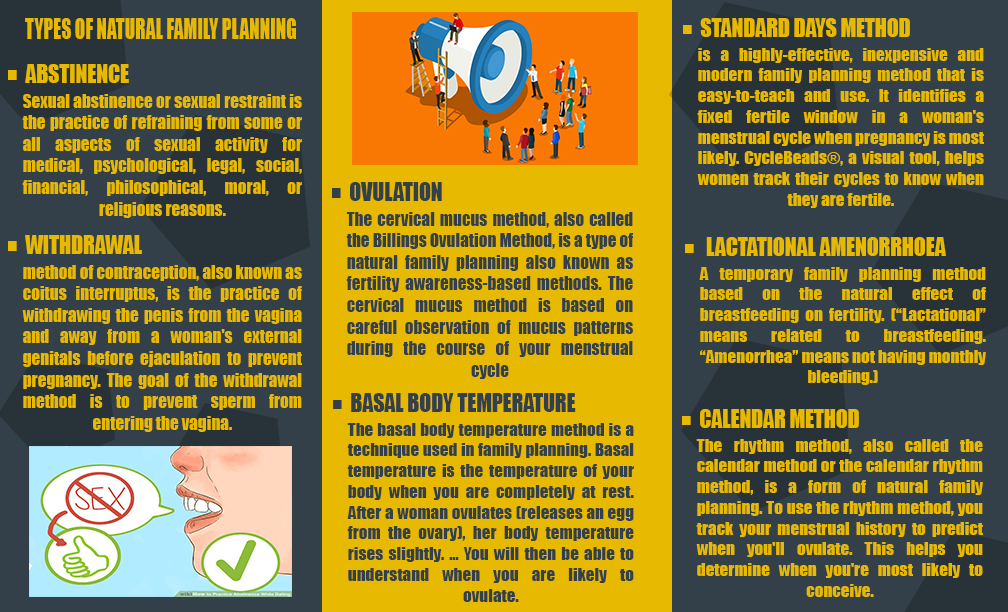 TYPES OF NATURAL FAMILY PLANNING
ABSTINENCE
Sexual abstinence or sexual restraint is
the practice of refraining from some or
all aspects of sexual activity for
medical, psychological, legal, social,
financial, philosophical, moral, or
religious reasons.
WITHDRAWAL
method of contraception, also known as
coitus interruptus, is the practice of
withdrawing the penis from the vagina
and away from a woman's external
genitals before ejaculation to prevent
pregnancy. The goal of the withdrawal
method is to prevent sperm from
entering the vagina.
SEX
wikiHow to Practice Abstinence While Dating
OVULATION
The cervical mucus method, also called
the Billings Ovulation Method, is a type of
natural family planning also known as
fertility awareness-based methods. The
cervical mucus method is based on
careful observation of mucus patterns
during the course of your menstrual
cycle
BASAL BODY TEMPERATURE
The basal body temperature method is a
technique used in family planning. Basal
temperature is the temperature of your
body when you are completely at rest.
After a woman ovulates (releases an egg
from the ovary), her body temperature
rises slightly. ... You will then be able to
understand when you are likely to
ovulate.
STANDARD DAYS METHOD
is a highly-effective, inexpensive and
modern family planning method that is
easy-to-teach and use. It identifies a
fixed fertile window in a woman's
menstrual cycle when pregnancy is most
likely. CycleBeads®, a visual tool, helps
women track their cycles to know when
they are fertile.
LACTATIONAL AMENORRHOEA
A temporary family planning method
based on the natural effect of
breastfeeding on fertility. (“Lactational”
means related to breastfeeding.
“Amenorrhea” means not having monthly
bleeding.)
CALENDAR METHOD
The rhythm method, also called the
calendar method or the calendar rhythm
method, is a form of natural family
planning. To use the rhythm method, you
track your menstrual history to predict
when you'll ovulate. This helps you
determine when you're most likely to
conceive.